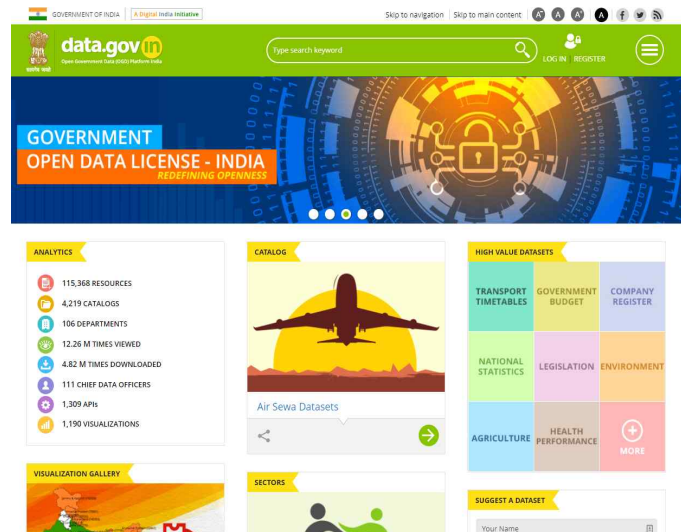 GOVERNMENT OF INDIA
A Digital India Initiative
Skip to navigation
Skip to main content
A A A A
data.gov in
Open Government Data (OGD) Platform India
Type search keyword
LOG IN REGISTER
GOVERNMENT
OPEN DATA LICENSE - INDIA
REDEFINING OPENNESS
ANALYTICS
115,368 RESOURCES
4,219 CATALOGS
106 DEPARTMENTS
12.26 M TIMES VIEWED
4.82 M TIMES DOWNLOADED
111 CHIEF DATA OFFICERS
1,309 APIs
1,190 VISUALIZATIONS
VISUALIZATION GALLERY
CATALOG
Air Sewa Datasets
SECTORS
HIGH VALUE DATASETS
TRANSPORT
TIMETABLES
GOVERNMENT
BUDGET
COMPANY
REGISTER
NATIONAL
STATISTICS
LEGISLATION
ENVIRONMENT
AGRICULTURE
HEALTH
PERFORMANCE
MORE
SUGGEST A DATASET
Your Name